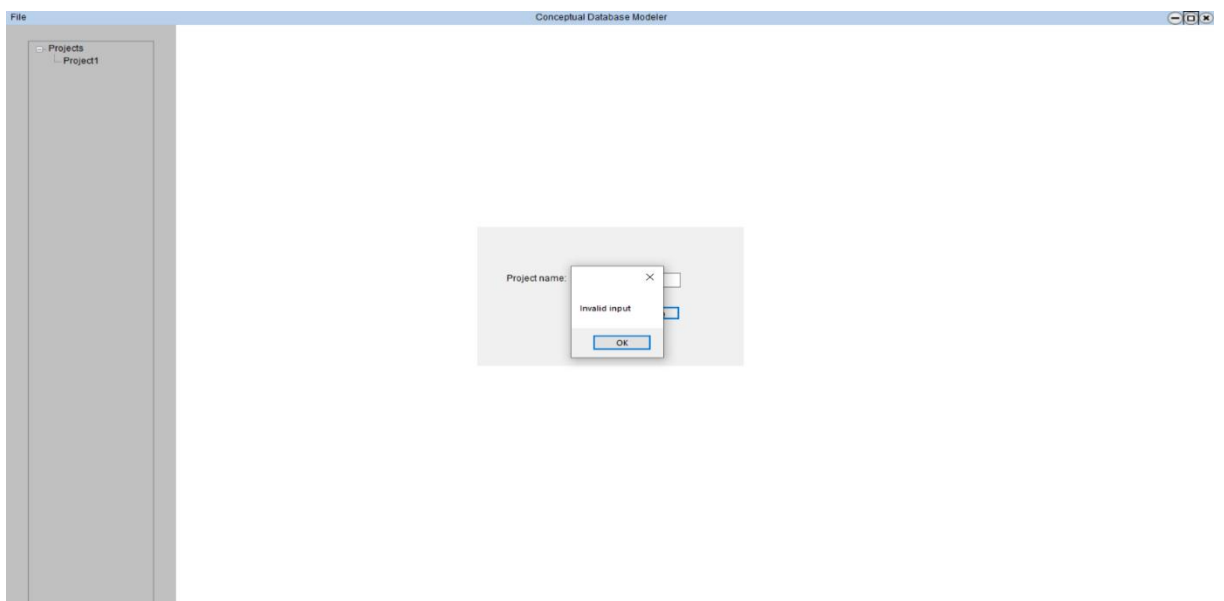 File
Conceptual Database Modeler
Projects
Project1
Project name:
Invalid input
OK